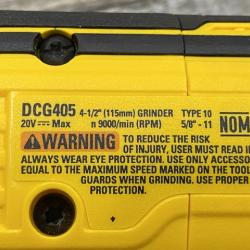 DCG405 4-1/2" (115mm) GRINDER TYPE 10
20V⎓ Max n 9000/min (RPM) 5/8" - 11
NOM
WARNING TO REDUCE THE RISK
OF INJURY, USER MUST READ
ALWAYS WEAR EYE PROTECTION. USE ONLY ACCESSO
EQUAL TO THE MAXIMUM SPEED MARKED ON THE TOOL
GUARDS WHEN GRINDING. USE PROPER
PROTECTION.